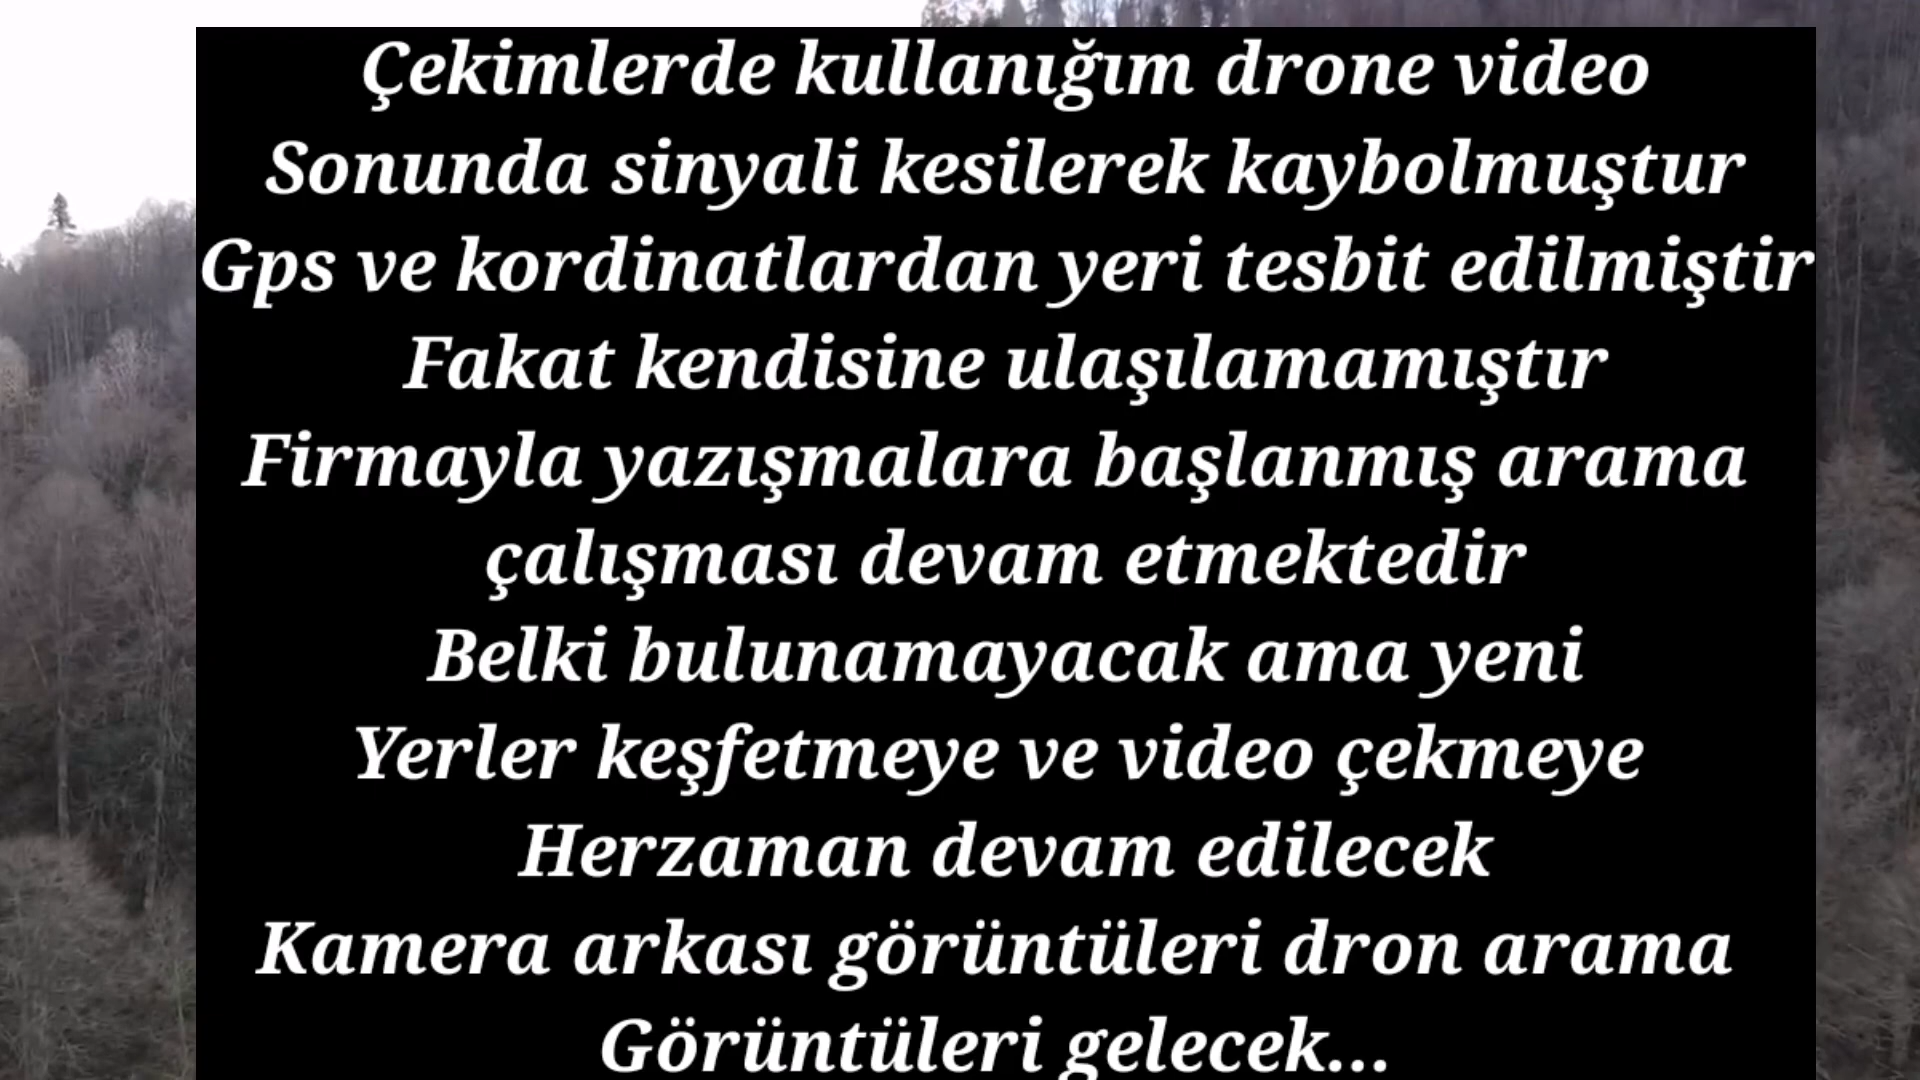 Çekimlerde kullanığım drone video
Sonunda sinyali kesilerek kaybolmuştur
Gps ve kordinatlardan yeri tesbit edilmiştir
Fakat kendisine ulaşılamamıştır
Firmayla yazışmalara başlanmış arama
çalışması devam etmektedir
Belki bulunamayacak ama yeni
Yerler keşfetmeye ve video çekmeye
Herzaman devam edilecek
Kamera arkası görüntüleri dron arama
Görüntüleri gelecek...